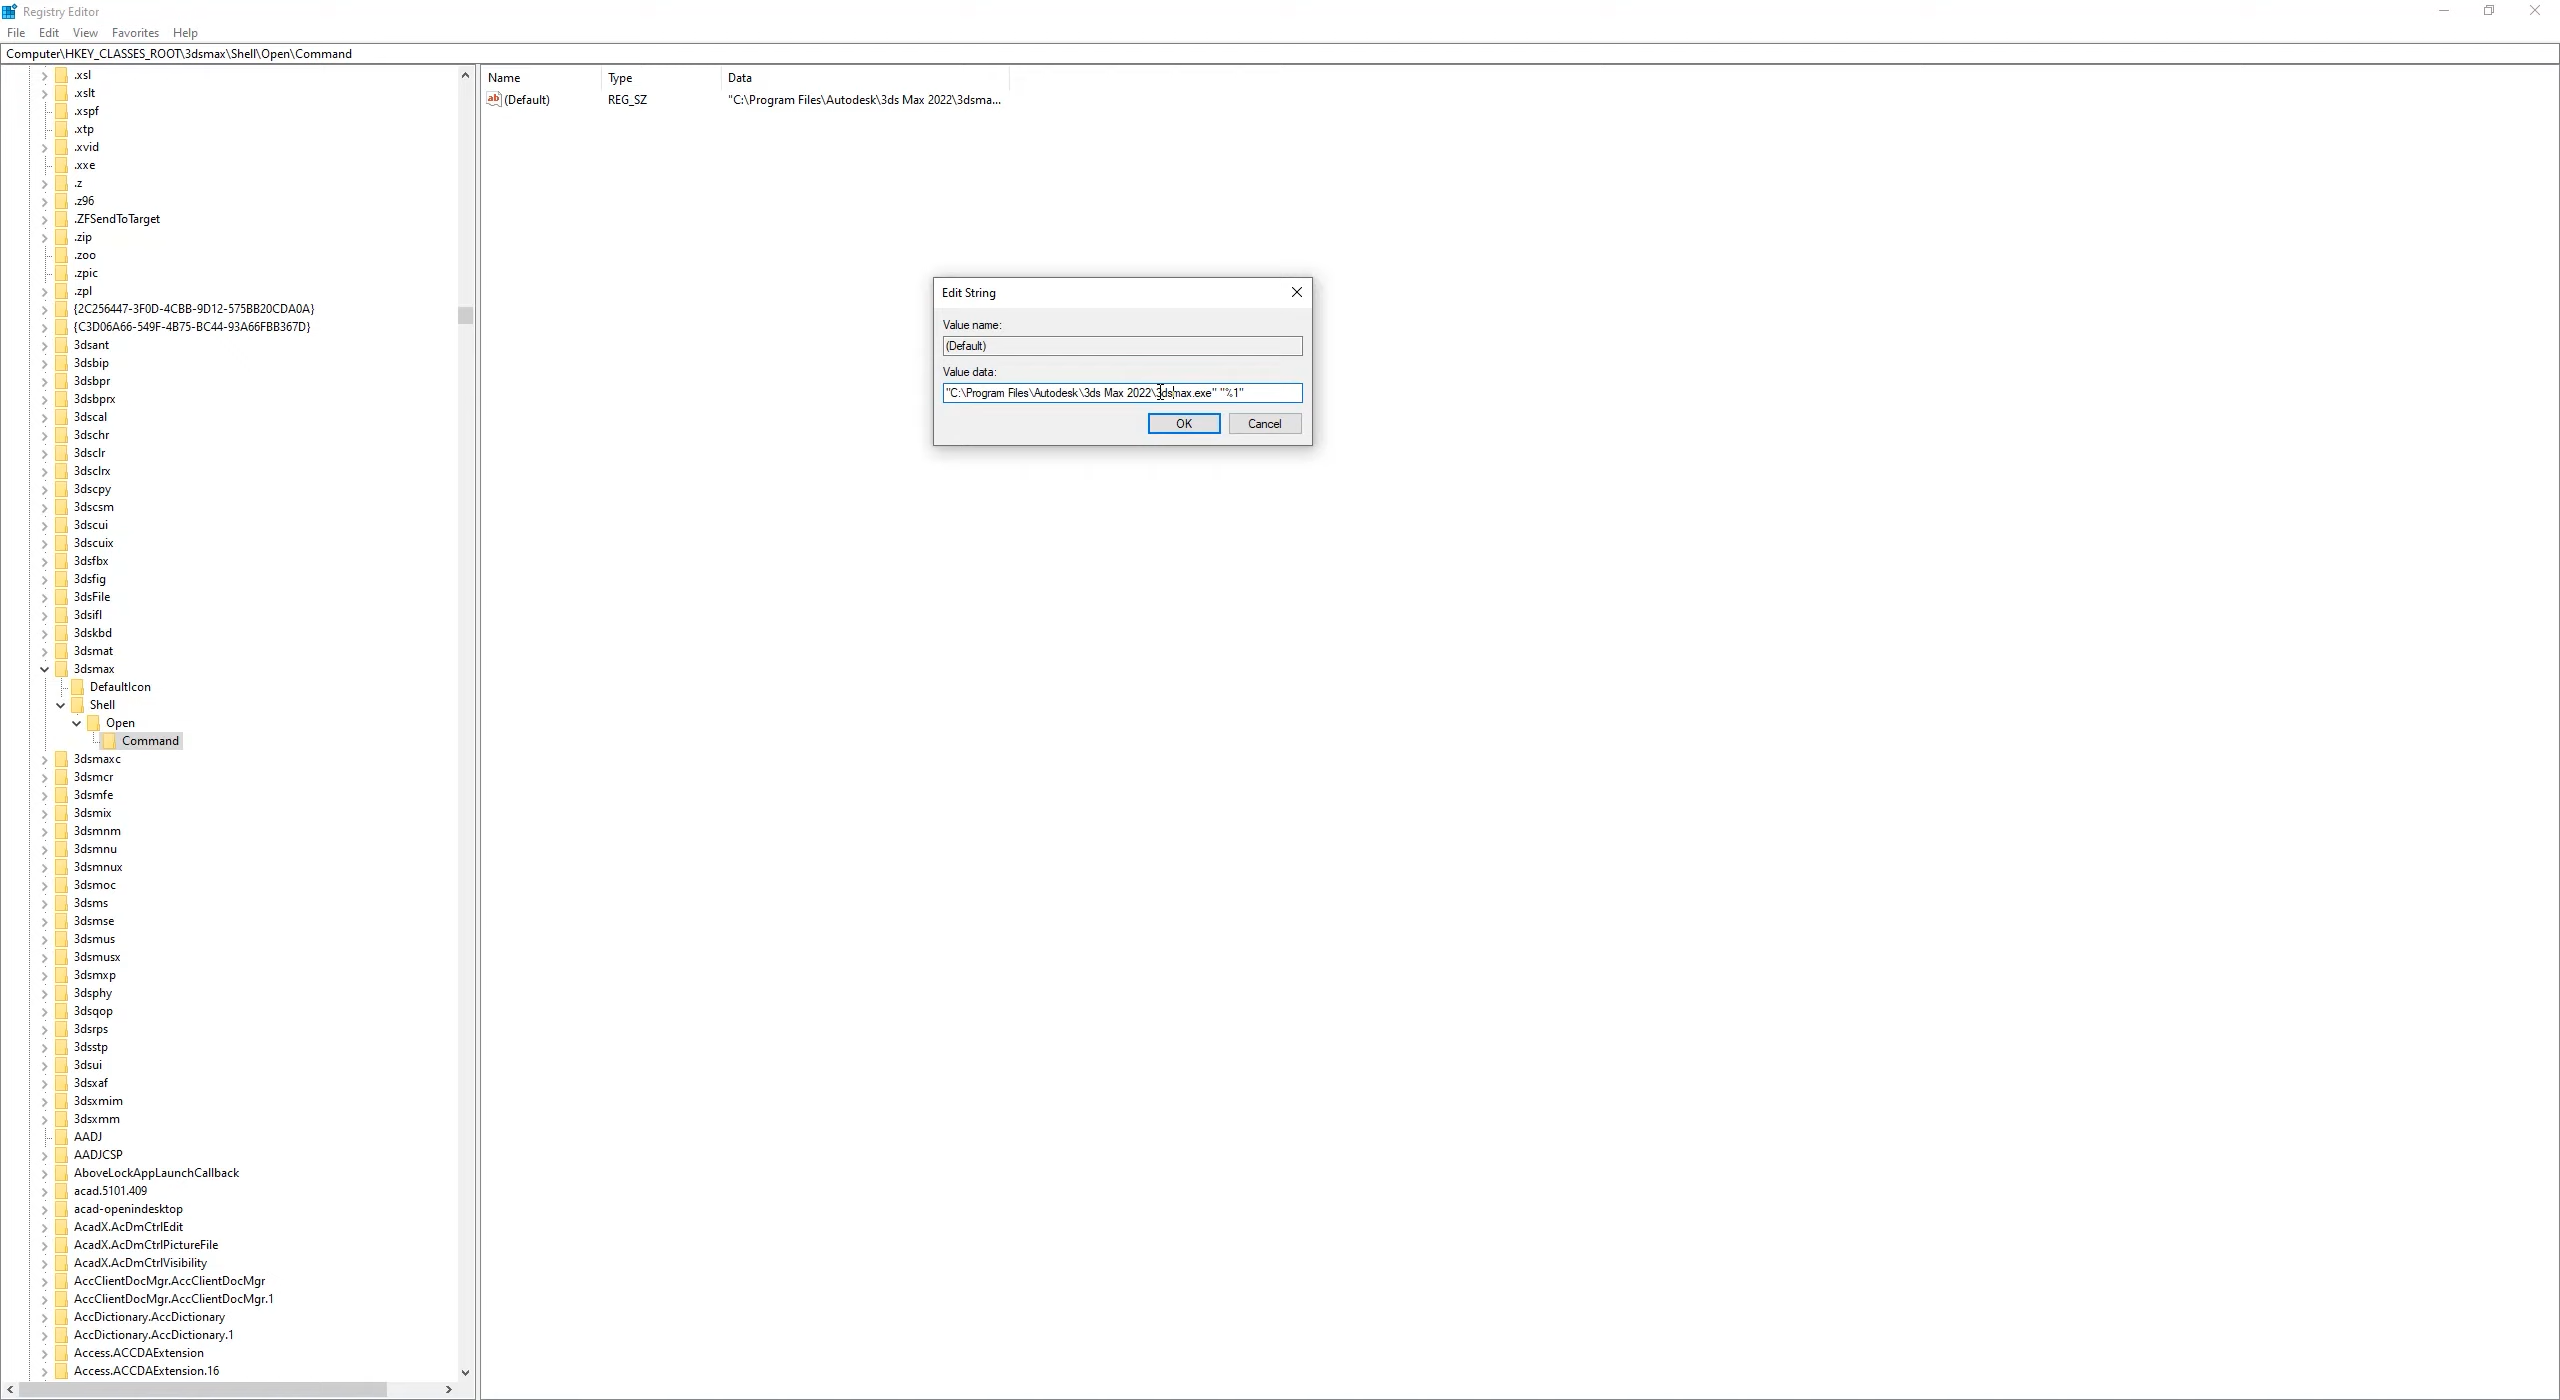 Registry Editor
File Edit View Favorites Help
Computer\HKEY_CLASSES_ROOT\3dsmax\Shell\Open\Command
.xsl
.xslt
.xspf
.xtp
.xvid
.xxe
.z
.z96
.ZFSendToTarget
.zip
.zoo
.zpic
.zpl
{2C256447-3F0D-4CBB-9D12-575BB20CDA0A}
{C3D06A66-549F-4B75-BC44-93A66FBB367D}
3dsant
3dsbip
3dsbpr
3dsbprx
3dscal
3dschr
3dsclr
3dsclrx
3dscpy
3dscsm
3dscui
3dscuix
3dsfbx
3dsfig
3dsFile
3dsifl
3dskbd
3dsmat
3dsmax
DefaultIcon
Shell
Open
Command
3dsmaxc
3dsmcr
3dsmfe
3dsmix
3dsmnm
3dsmnu
3dsmnux
3dsmoc
3dsms
3dsmse
3dsmus
3dsmusx
3dsmxp
3dsphy
3dsqop
3dsrps
3dsstp
3dsui
3dsxaf
3dsxmim
3dsxmm
AADJ
AADJCSP
AboveLockAppLaunchCallback
acad.5101.409
acad-openindesktop
AcadX.AcDmCtrlEdit
AcadX.AcDmCtrlPictureFile
AcadX.AcDmCtrlVisibility
AccClientDocMgr.AccClientDocMgr
AccClientDocMgr.AccClientDocMgr.1
AccDictionary.AccDictionary
AccDictionary.AccDictionary.1
Access.ACCDAExtension
Access.ACCDAExtension.16
Name Type Data
ab (Default) REG_SZ "C:\Program Files\Autodesk\3ds Max 2022\3dsma...
Edit String
Value name:
(Default)
Value data:
"C:\Program Files\Autodesk\3ds Max 2022\3dsmax.exe" "%1"
OK Cancel